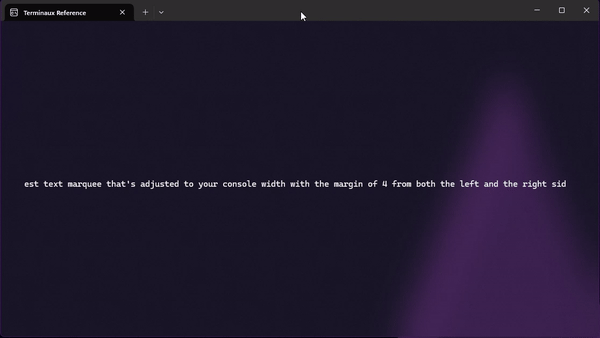 Terminaux Reference
est text marquee that's adjusted to your console width with the margin of 4 from both the left and the right sid